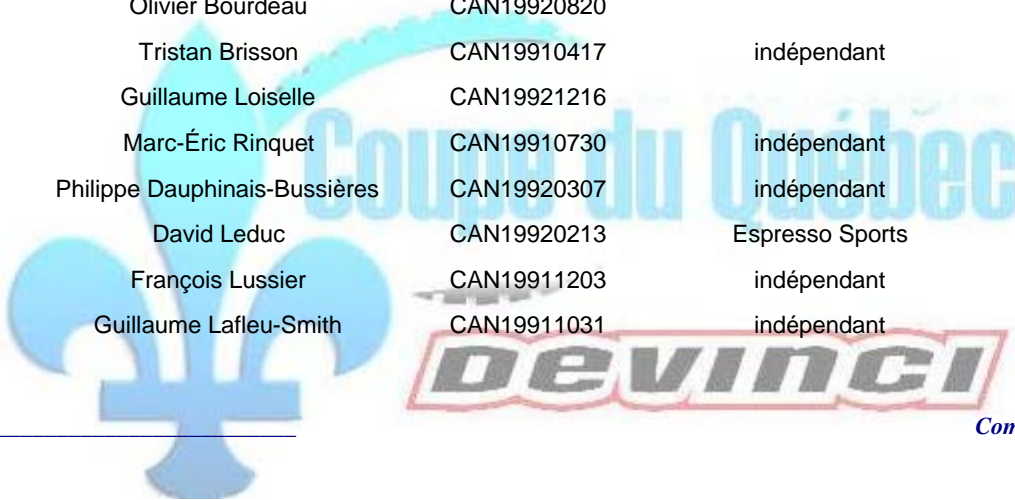 Olivier Bourdeau CAN19920820
Tristan Brisson CAN19910417 indépendant
Guillaume Loiselle CAN19921216
Coupe du Québec
Marc-Éric Rinquet CAN19910730 indépendant
Philippe Dauphinais-Bussières CAN19920307 indépendant
David Leduc CAN19920213 Espresso Sports
François Lussier CAN19911203 indépendant
Guillaume Lafleu-Smith CAN19911031 indépendant
DEVINCI